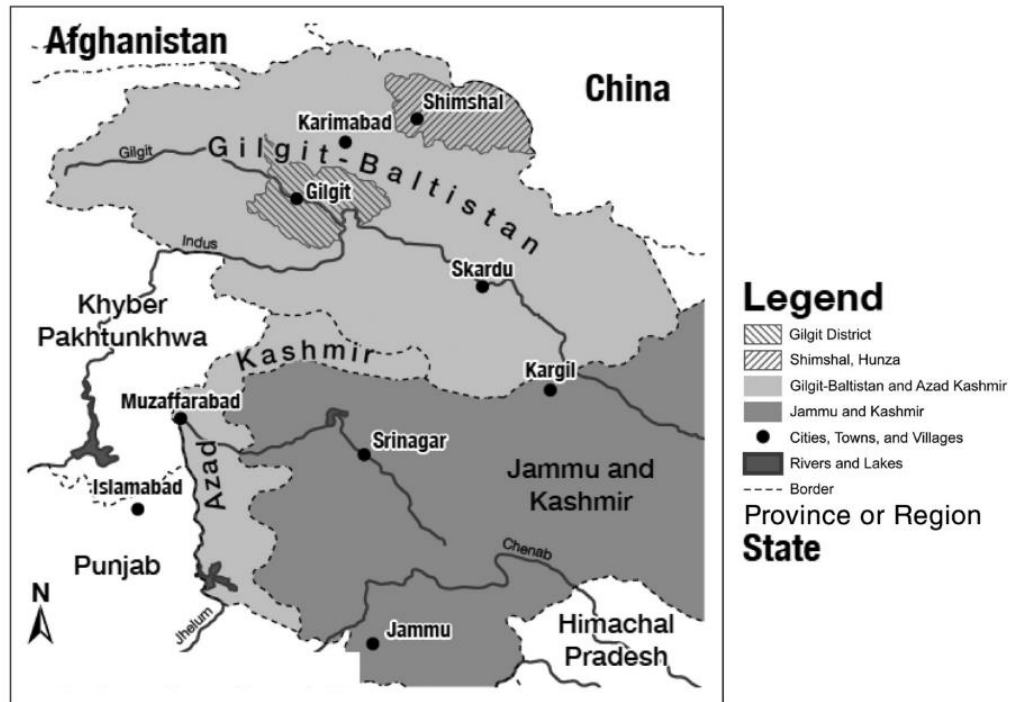 Afghanistan
China
Shimshal
Karimabad
Gilgit
Gilgit-Baltistan
Gilgit
Indus
Skardu
Khyber
Pakhtunkhwa
Kashmir
Kargil
Muzaffarabad
Srinagar
Azad
Islamabad
Jammu and
Kashmir
Punjab
Chenab
N
Jhelum
Jammu
Himachal
Pradesh
Legend
Gilgit District
Shimshal, Hunza
Gilgit-Baltistan and Azad Kashmir
Jammu and Kashmir
Cities, Towns, and Villages
Rivers and Lakes
Border
Province or Region
State